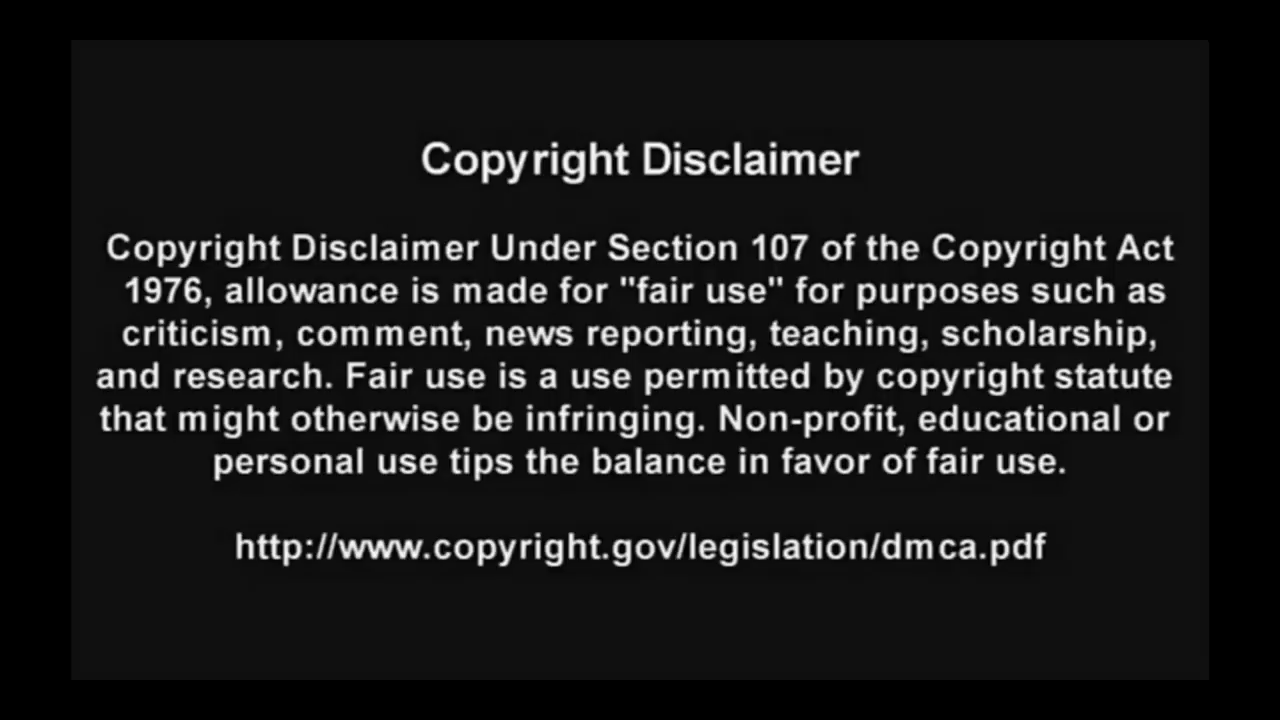 Copyright Disclaimer
Copyright Disclaimer Under Section 107 of the Copyright Act
1976, allowance is made for "fair use" for purposes such as
criticism, comment, news reporting, teaching, scholarship,
and research. Fair use is a use permitted by copyright statute
that might otherwise be infringing. Non-profit, educational or
personal use tips the balance in favor of fair use.
http://www.copyright.gov/legislation/dmca.pdf